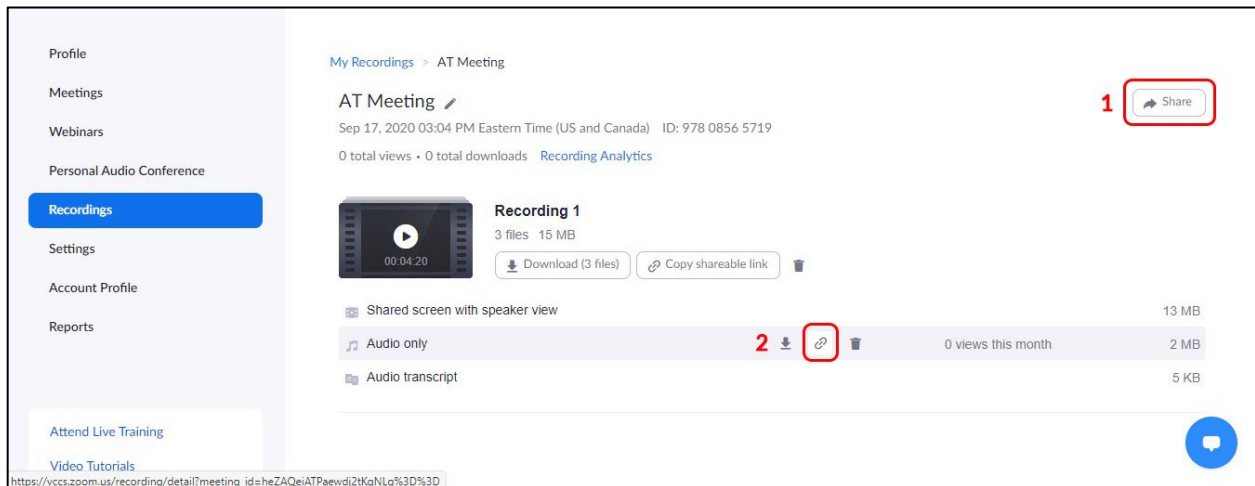 Profile
Meetings
Webinars
Personal Audio Conference
Recordings
Settings
Account Profile
Reports
Attend Live Training
Video Tutorials
https://vccs.zoom.us/recording/detail?meeting_id=heZAQeiATPaewdj2tKgNLg%3D%3D
My Recordings > AT Meeting
AT Meeting
1 Share
Sep 17, 2020 03:04 PM Eastern Time (US and Canada) ID: 978 0856 5719
0 total views • 0 total downloads Recording Analytics
00:04:20
Recording 1
3 files 15 MB
Download (3 files) Copy shareable link
Shared screen with speaker view 13 MB
Audio only 2 0 views this month 2 MB
Audio transcript 5 KB